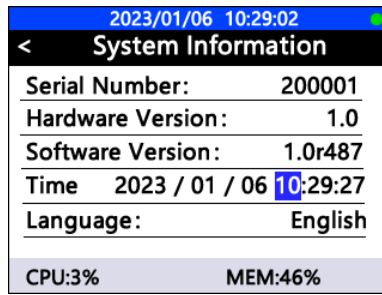 2023/01/06 10:29:02
< System Information
Serial Number: 200001
Hardware Version: 1.0
Software Version: 1.0r487
Time 2023 / 01 / 06 10:29:27
Language: English
CPU:3% MEM:46%